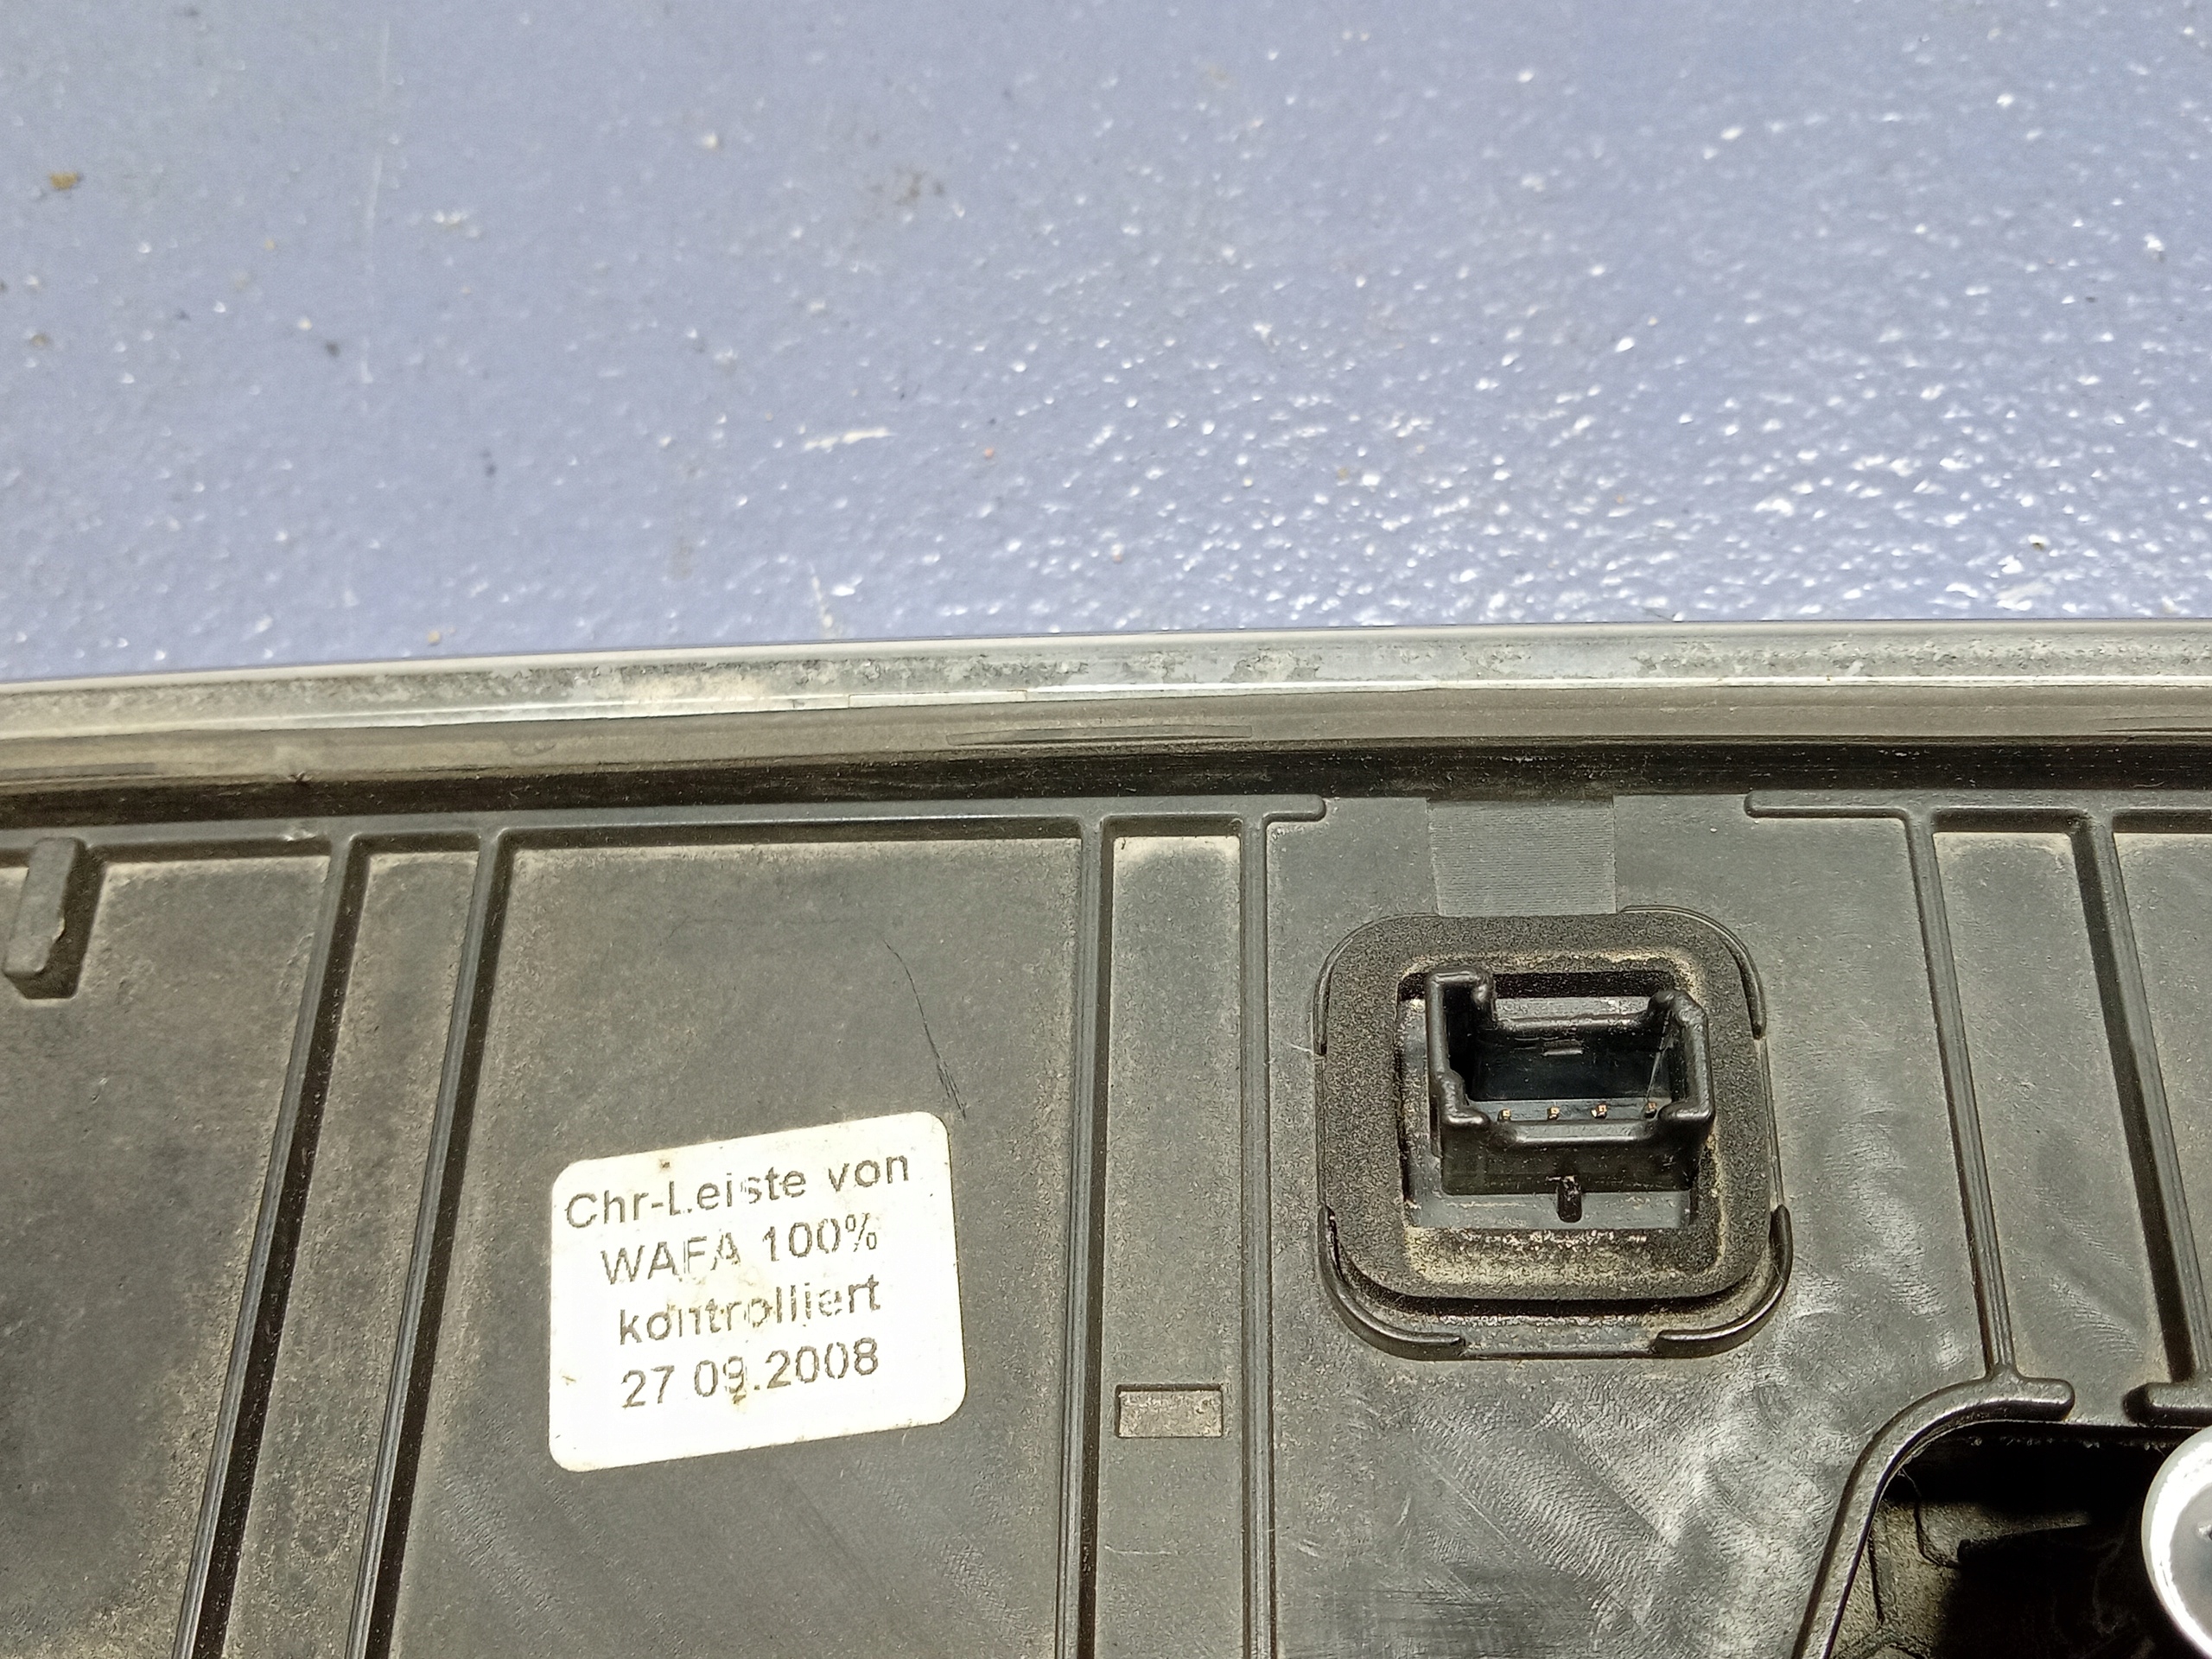 Chr-Leiste von
WAFA 100%
kontrolliert
27.09.2008